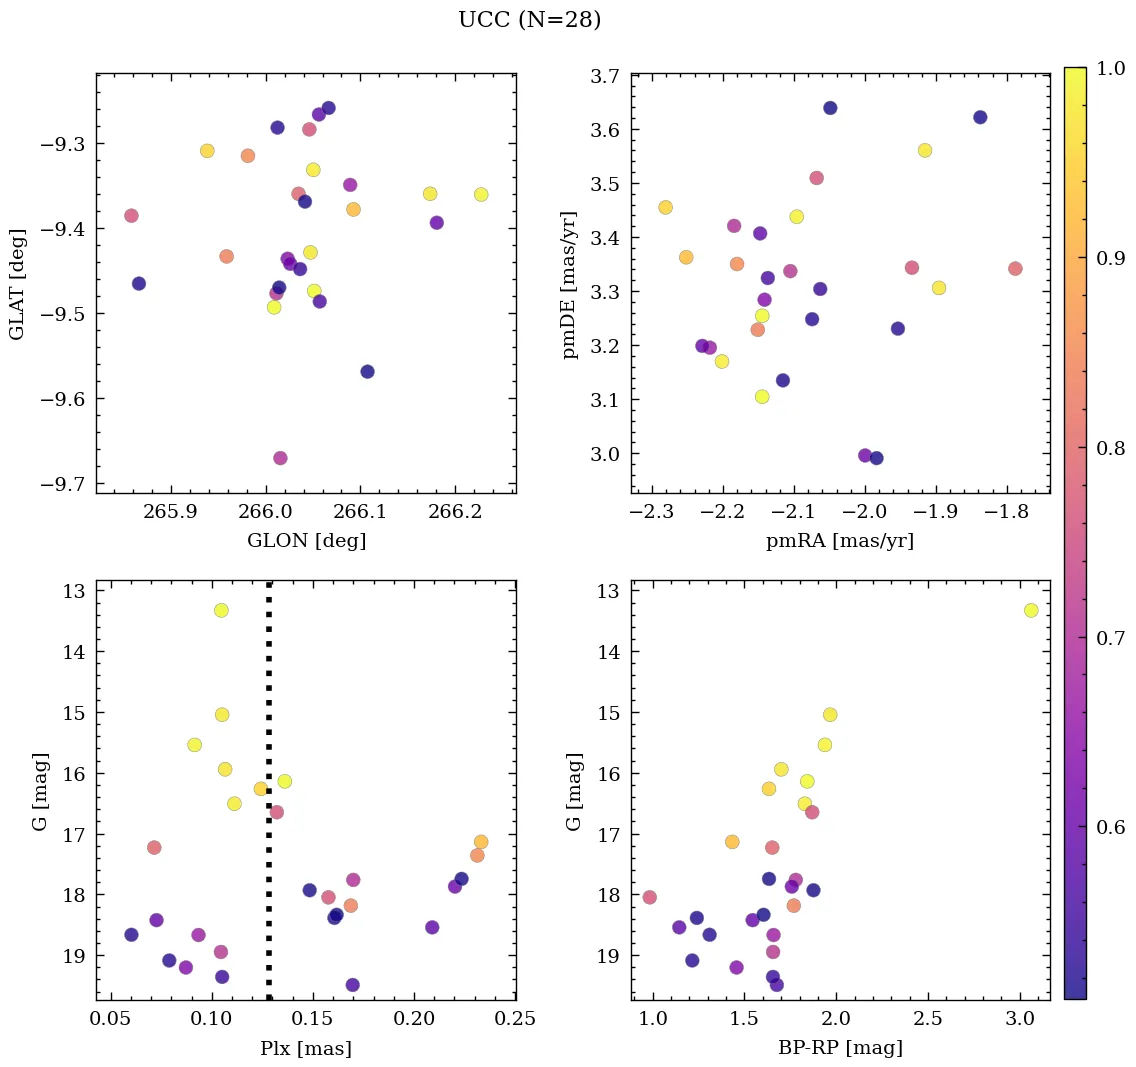 UCC (N=28)
−9.3
−9.4
−9.5
−9.6
−9.7
GLAT [deg]
265.9 266.0 266.1 266.2
GLON [deg]
3.7
3.6
3.5
3.4
3.3
3.2
3.1
3.0
pmDE [mas/yr]
−2.3 −2.2 −2.1 −2.0 −1.9 −1.8
pmRA [mas/yr]
13
14
15
16
17
18
19
G [mag]
0.05 0.10 0.15 0.20 0.25
Plx [mas]
13
14
15
16
17
18
19
G [mag]
1.0 1.5 2.0 2.5 3.0
BP-RP [mag]
1.0
0.9
0.8
0.7
0.6